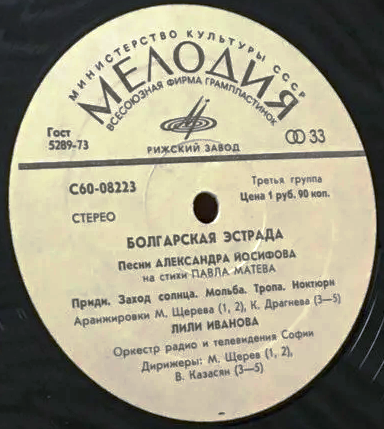 МИНИСТЕРСТВО КУЛЬТУРЫ СССР
МЕЛОДИЯ
ВСЕСОЮЗНАЯ ФИРМА ГРАМПЛАСТИНОК
Гост
5289-73
РИЖСКИЙ ЗАВОД
33
С60-08223
Третья группа
Цена 1 руб. 90 коп.
СТЕРЕО
БОЛГАРСКАЯ ЭСТРАДА
Песни АЛЕКСАНДРА ЙОСИФОВА
на стихи ПАВЛА МАТЕВА
Приди. Заход солнца. Мольба. Тропа. Ноктюрн
Аранжировки М. Щерева (1, 2), К. Драгнева (3—5)
ЛИЛИ ИВАНОВА
Оркестр радио и телевидения Софии
Дирижеры: М. Щерев (1, 2),
В. Казасян (3—5)